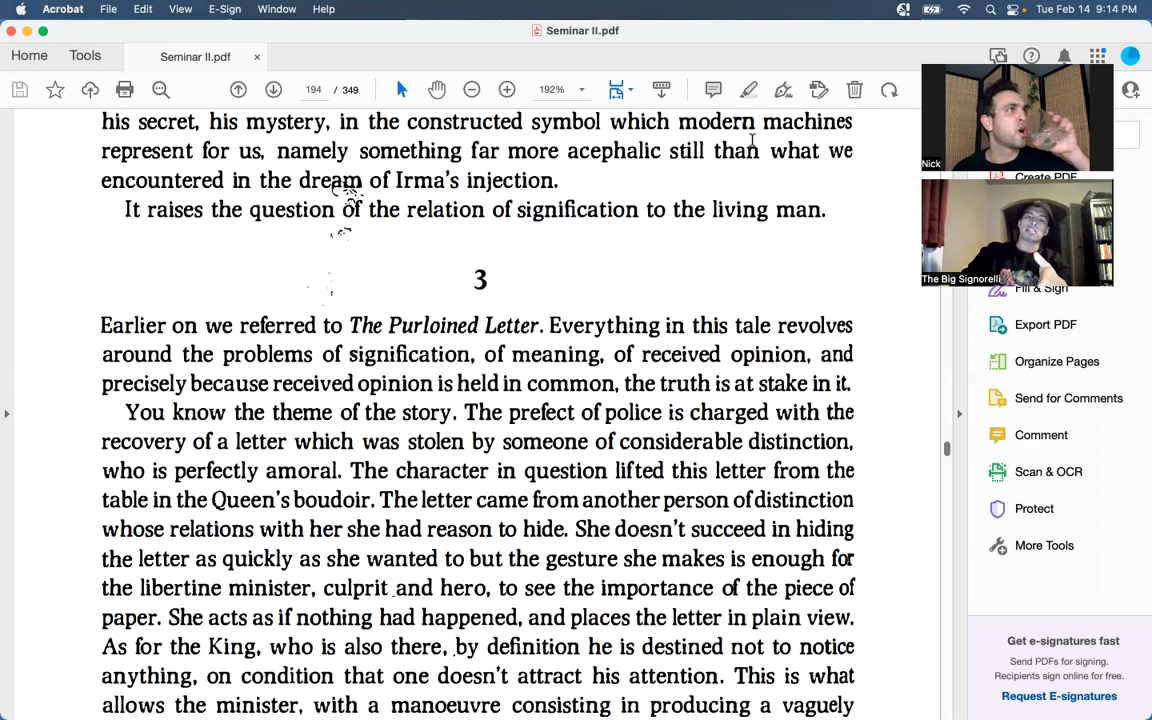 Acrobat File Edit View E-Sign Window Help Tue Feb 14 9:14 PM
Seminar II.pdf
Home Tools Seminar II.pdf ×
194 / 349 192%
his secret, his mystery, in the constructed symbol which modern machines
represent for us, namely something far more acephalic still than what we
encountered in the dream of Irma's injection.
It raises the question of the relation of signification to the living man.
3
Earlier on we referred to The Purloined Letter. Everything in this tale revolves
around the problems of signification, of meaning, of received opinion, and
precisely because received opinion is held in common, the truth is at stake in it.
You know the theme of the story. The prefect of police is charged with the
recovery of a letter which was stolen by someone of considerable distinction,
who is perfectly amoral. The character in question lifted this letter from the
table in the Queen's boudoir. The letter came from another person of distinction
whose relations with her she had reason to hide. She doesn't succeed in hiding
the letter as quickly as she wanted to but the gesture she makes is enough for
the libertine minister, culprit and hero, to see the importance of the piece of
paper. She acts as if nothing had happened, and places the letter in plain view.
As for the King, who is also there, by definition he is destined not to notice
anything, on condition that one doesn't attract his attention. This is what
allows the minister, with a manoeuvre consisting in producing a vaguely
Nick
The Big Signorelli
Create PDF
Fill & Sign
Export PDF
Organize Pages
Send for Comments
Comment
Scan & OCR
Protect
More Tools
Get e-signatures fast
Send PDFs for signing.
Recipients sign online for free.
Request E-signatures